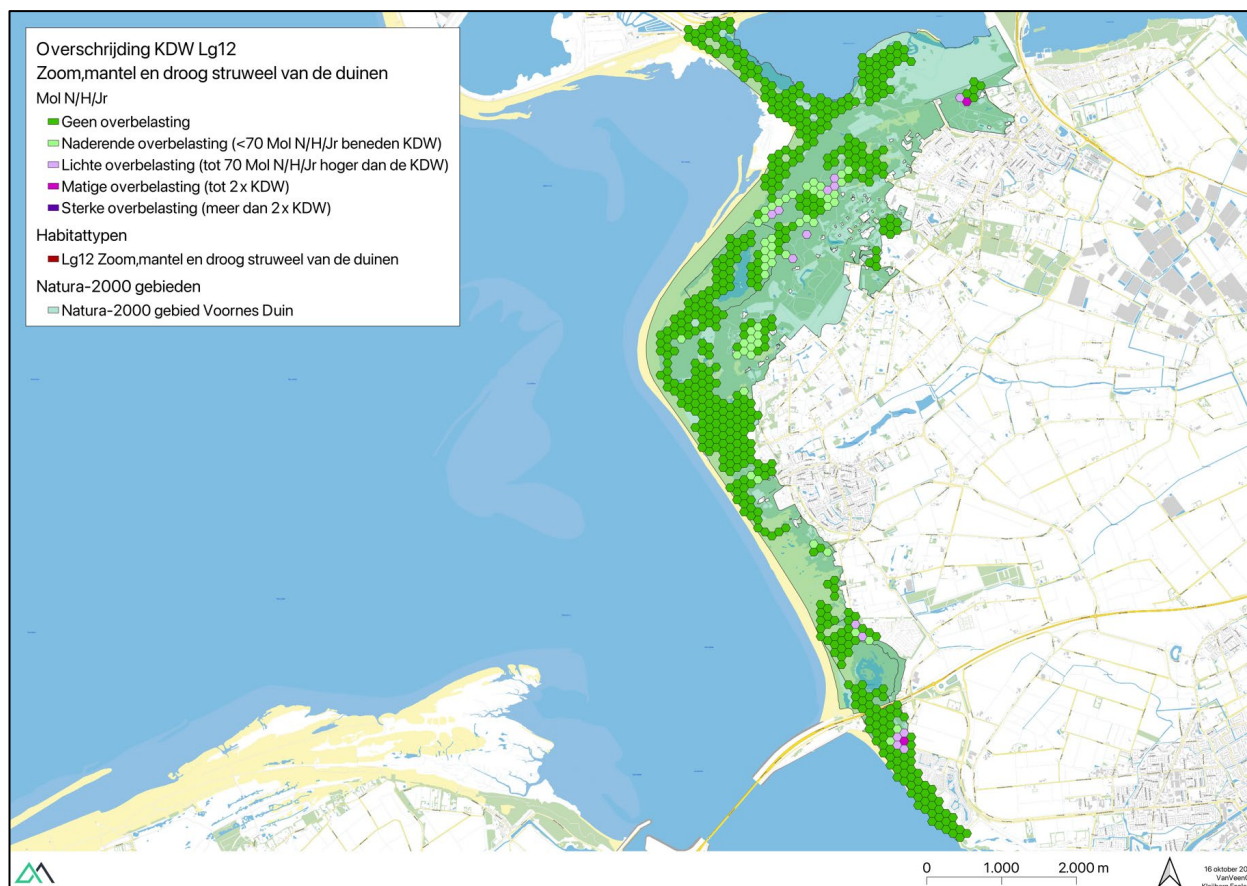 Overschrijding KDW Lg12
Zoom,mantel en droog struweel van de duinen
Mol N/H/Jr
Geen overbelasting
Naderende overbelasting (<70 Mol N/H/Jr beneden KDW)
Lichte overbelasting (tot 70 Mol N/H/Jr hoger dan de KDW)
Matige overbelasting (tot 2x KDW)
Sterke overbelasting (meer dan 2x KDW)
Habitattypen
Lg12 Zoom,mantel en droog struweel van de duinen
Natura-2000 gebieden
Natura-2000 gebied Voornes Duin
0 1.000 2.000 m
16 oktober 20
VanVeen